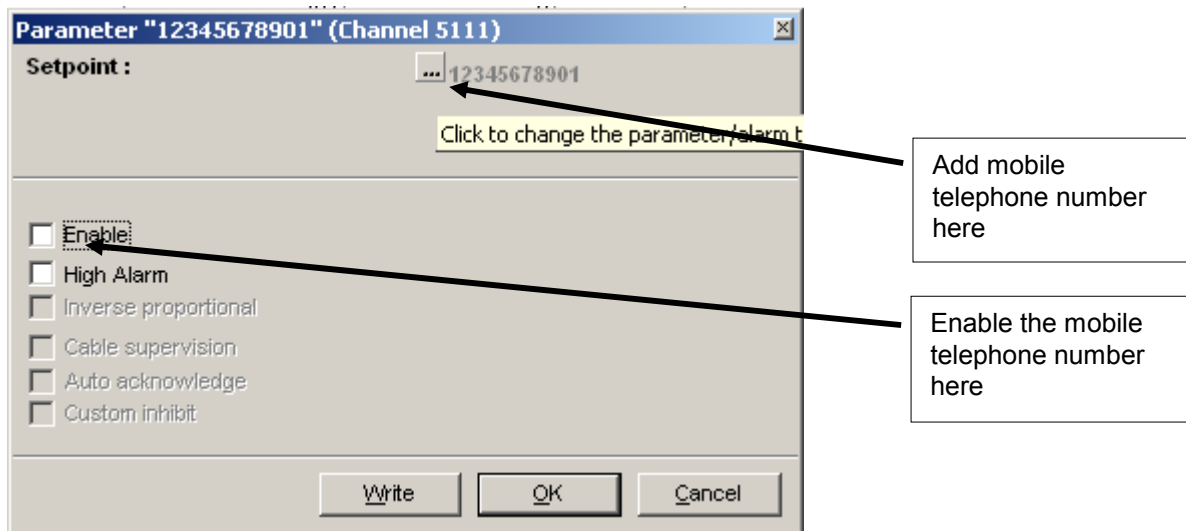 Parameter "12345678901" (Channel 5111)
Setpoint :
... 12345678901
Click to change the parameter/alarm t
Add mobile
telephone number
here
Enable
High Alarm
Inverse proportional
Cable supervision
Auto acknowledge
Custom inhibit
Enable the mobile
telephone number
here
Write
OK
Cancel